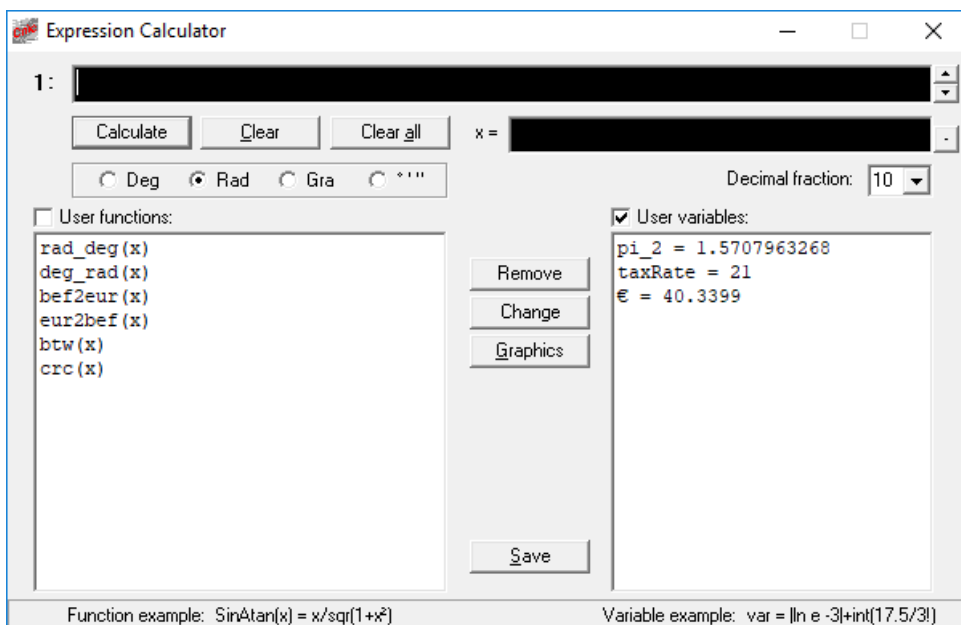 Expression Calculator
1:
Calculate Clear Clear all x = -
Deg Rad Gra ° ' " Decimal fraction: 10
User functions: User variables:
rad_deg(x) pi_2 = 1.5707963268
deg_rad(x) Remove taxRate = 21
bef2eur(x) € = 40.3399
eur2bef(x) Change
btw(x) Graphics
crc(x)
Save
Function example: SinAtan(x) = x/sqr(1+x²) Variable example: var = |ln e -3|+int(17.5/3!)